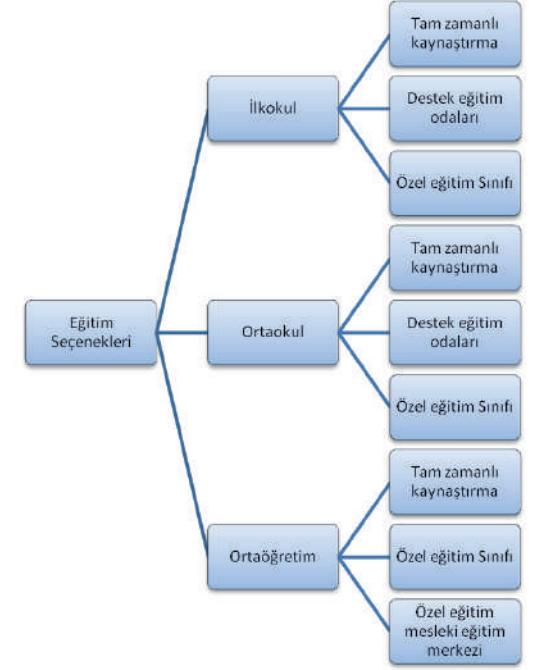 Eğitim
Seçenekleri
İlkokul
Tam zamanlı
kaynaştırma
Destek eğitim
odaları
Özel eğitim Sınıfı
Ortaokul
Tam zamanlı
kaynaştırma
Destek eğitim
odaları
Özel eğitim Sınıfı
Ortaöğretim
Tam zamanlı
kaynaştırma
Özel eğitim Sınıfı
Özel eğitim
mesleki eğitim
merkezi